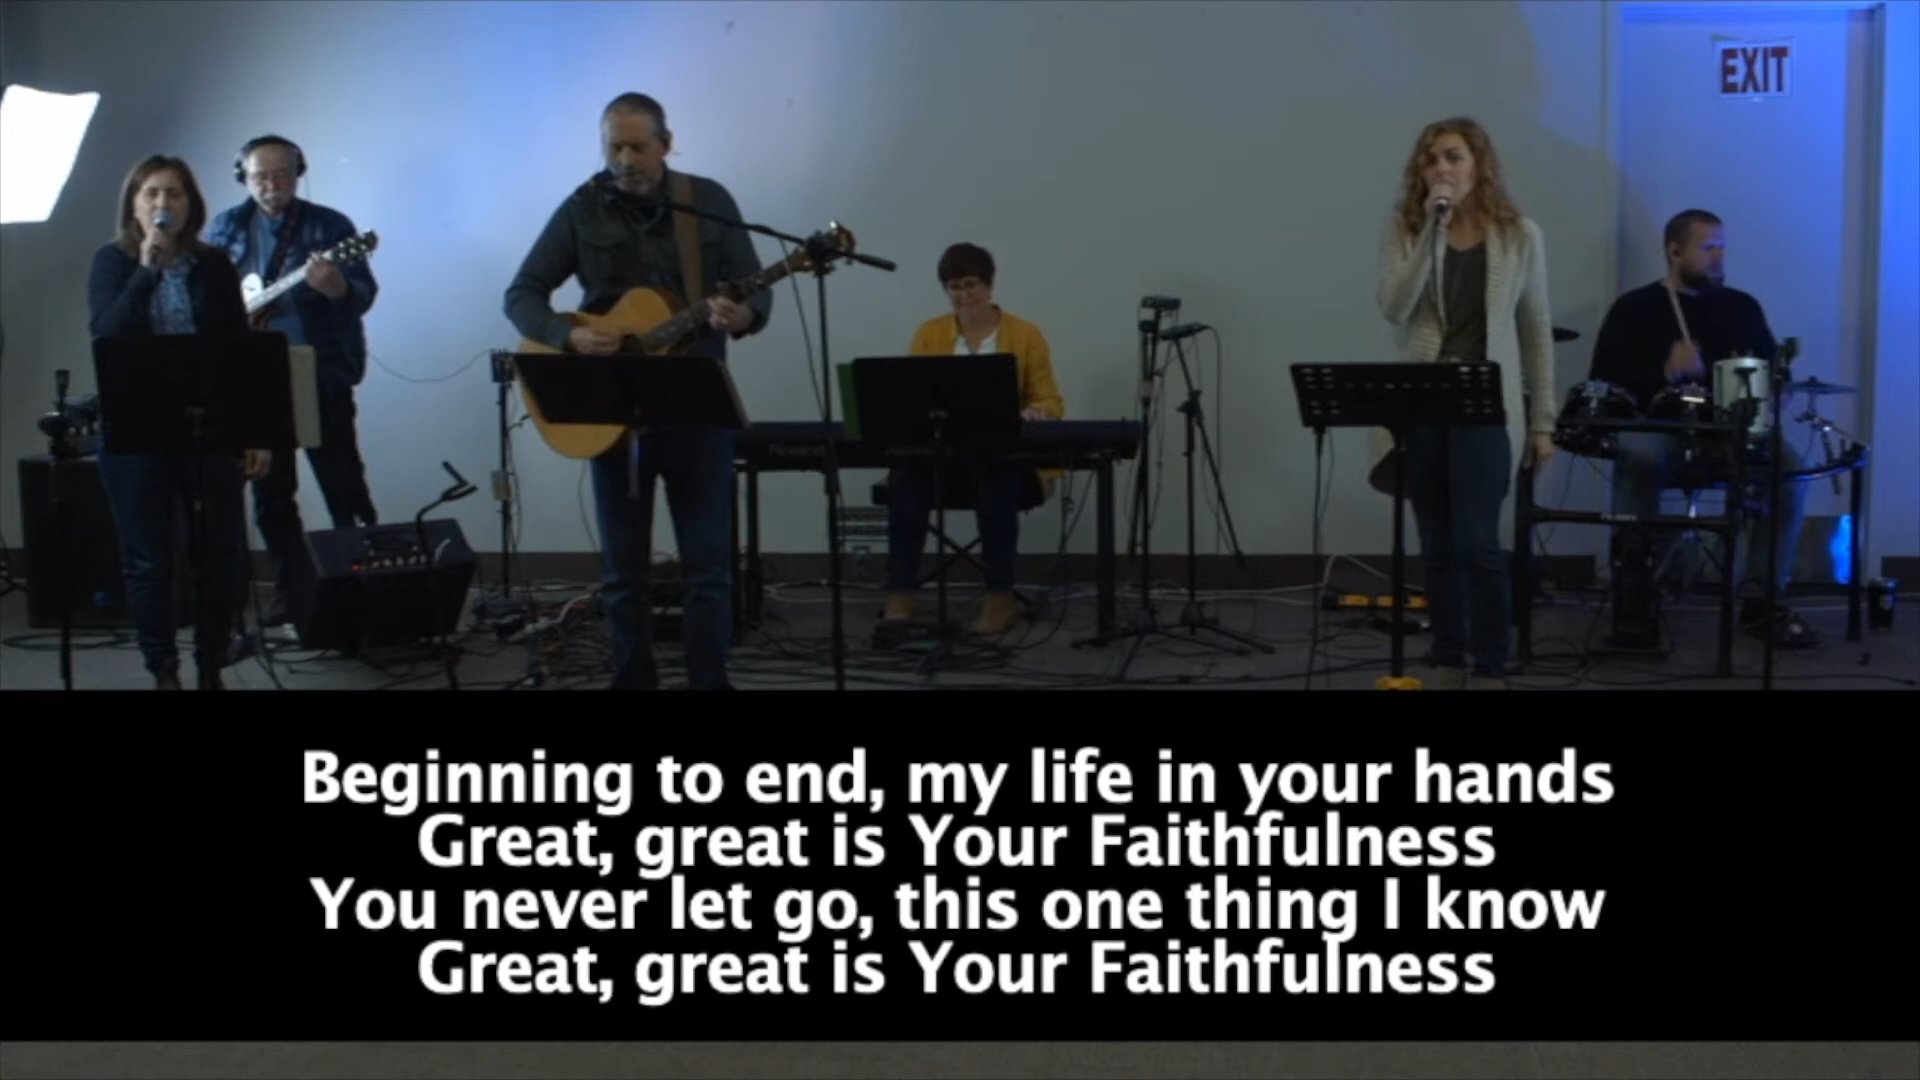 EXIT
Beginning to end, my life in your hands
Great, great is Your Faithfulness
You never let go, this one thing I know
Great, great is Your Faithfulness